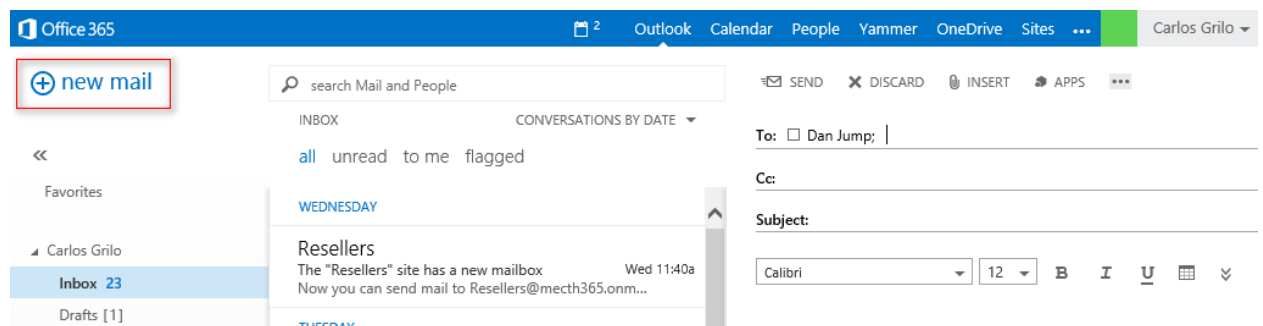 Office 365
2
Outlook
Calendar
People
Yammer
OneDrive
Sites
Carlos Grilo
new mail
Favorites
Carlos Grilo
Inbox 23
Drafts [1]
search Mail and People
INBOX
CONVERSATIONS BY DATE
all unread to me flagged
WEDNESDAY
Resellers
The "Resellers" site has a new mailbox
Wed 11:40a
Now you can send mail to Resellers@mecth365.onm...
TUESDAY
SEND
DISCARD
INSERT
APPS
To: Dan Jump;
Cc:
Subject:
Calibri
12
B
I
U